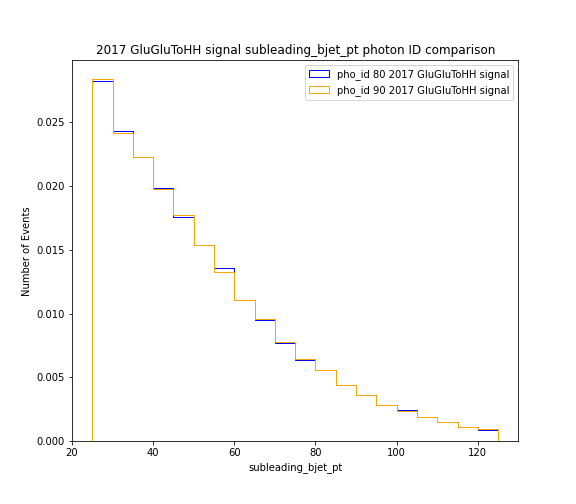 2017 GluGluToHH signal subleading_bjet_pt photon ID comparison
pho_id 80 2017 GluGluToHH signal
pho_id 90 2017 GluGluToHH signal
Number of Events
0.025
0.020
0.015
0.010
0.005
0.000
20 40 60 80 100 120
subleading_bjet_pt